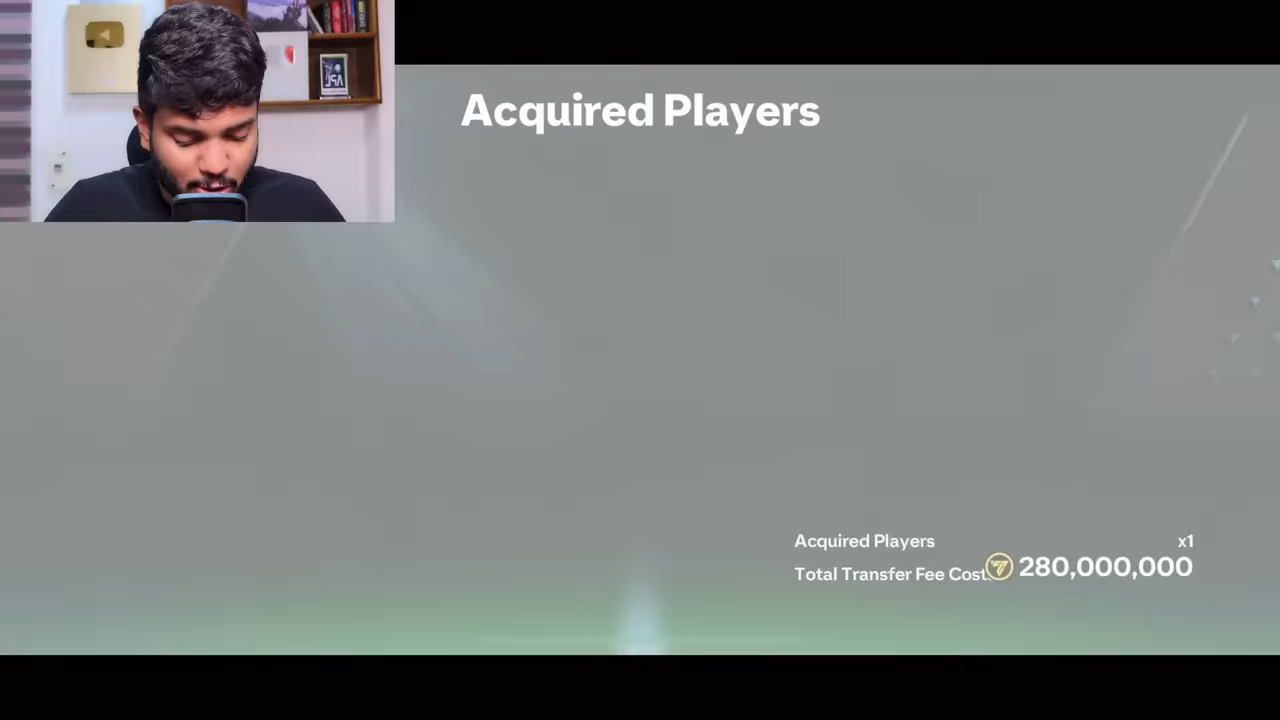 Acquired Players
Acquired Players x1
Total Transfer Fee Cost 280,000,000